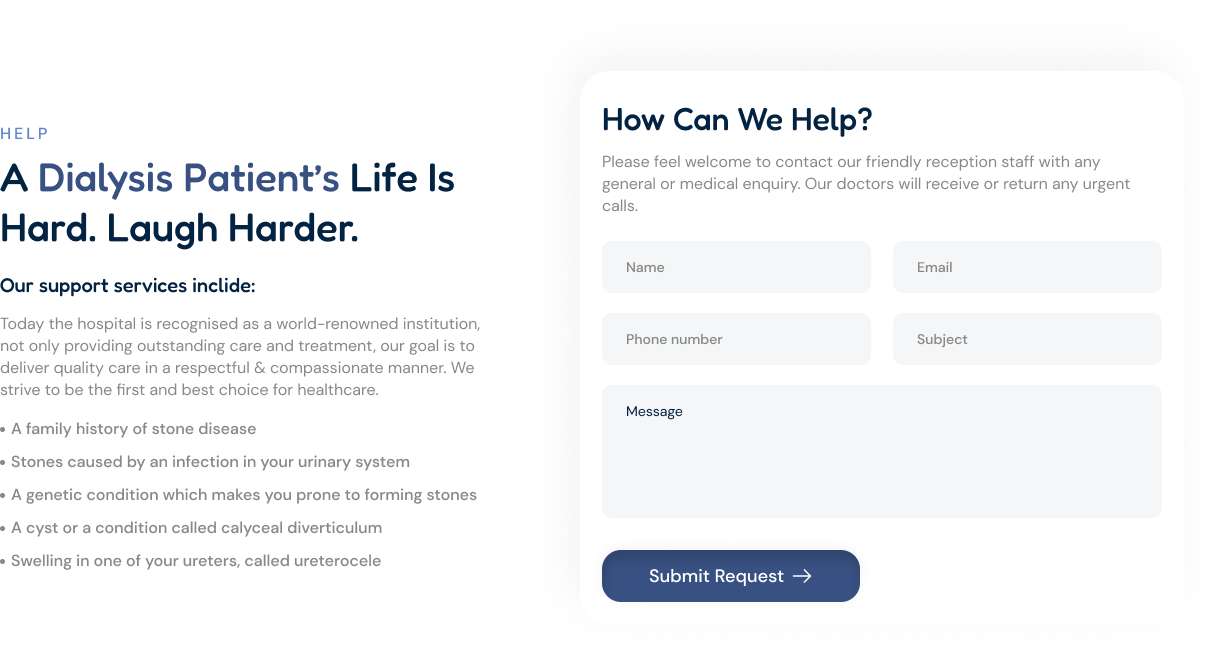 HELP
A Dialysis Patient’s Life Is
Hard. Laugh Harder.
Our support services inclide:
Today the hospital is recognised as a world-renowned institution,
not only providing outstanding care and treatment, our goal is to
deliver quality care in a respectful & compassionate manner. We
strive to be the first and best choice for healthcare.
• A family history of stone disease
• Stones caused by an infection in your urinary system
• A genetic condition which makes you prone to forming stones
• A cyst or a condition called calyceal diverticulum
• Swelling in one of your ureters, called ureterocele
How Can We Help?
Please feel welcome to contact our friendly reception staff with any
general or medical enquiry. Our doctors will receive or return any urgent
calls.
Name
Email
Phone number
Subject
Message
Submit Request →